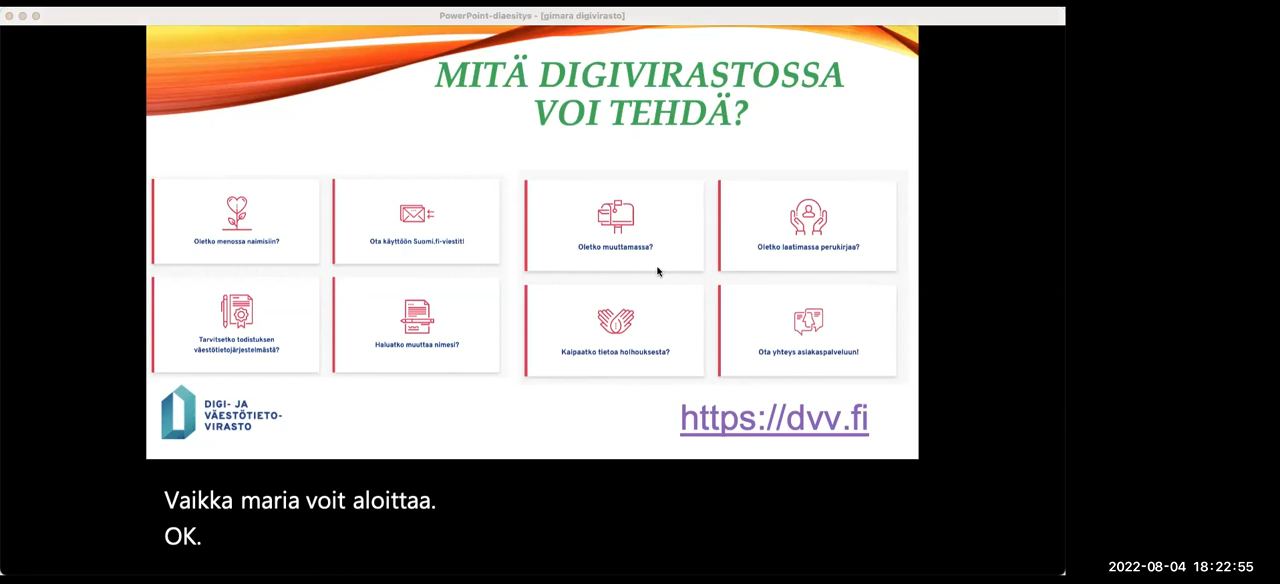 PowerPoint-diaesitys - [gimara digivirasto]
MITÄ DIGIVIRASTOSSA
VOI TEHDÄ?
Oletko menossa naimisiin?
Ota käyttöön Suomi.fi-viestit!
Oletko muuttamassa?
Oletko laatimassa perukirjaa?
Tarvitsetko todistuksen
väestötietojärjestelmästä?
Haluatko muuttaa nimesi?
Kaipaatko tietoa holhouksesta?
Ota yhteys asiakaspalveluun!
DIGI- JA
VÄESTÖTIETO-
VIRASTO
https://dvv.fi
Vaikka maria voit aloittaa.
OK.
2022-08-04 18:22:55